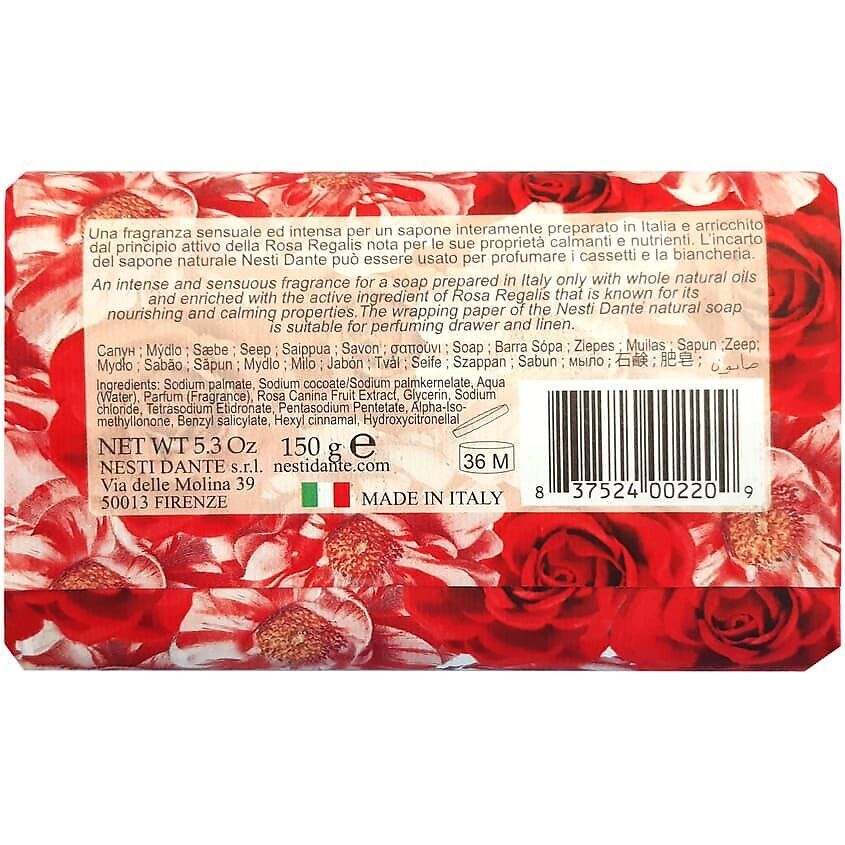 Una fragranza sensuale ed intensa per un sapone interamente preparato in Italia e arricchito
dal principio attivo della Rosa Regalis nota per le sue proprietà calmanti e nutrienti. L'incarto
del sapone naturale Nesti Dante può essere usato per profumare i cassetti e la biancheria.
An intense and sensuous fragrance for a soap prepared in Italy only with whole natural oils
and enriched with the active ingredient of Rosa Regalis that is known for its
nourishing and calming properties.The wrapping paper of the Nesti Dante natural soap
is suitable for perfuming drawer and linen.
Сапун ; Mýdlo ; Sæbe ; Seep ; Saippua ; Savon ; σαπούνι ; Soap ; Barra Sópa ; Ziepes ; Muilas ; Sapun ;Zeep;
Mydło ; Sabão ; Săpun ; Mydlo ; Milo ; Jabón ; Tvål ; Seife ; Szappan ; Sabun ; мыло ; 石鹸 ; 肥皂 ; صابون
Ingredients: Sodium palmate, Sodium cocoate/Sodium palmkernelate, Aqua
(Water), Parfum (Fragrance), Rosa Canina Fruit Extract, Glycerin, Sodium
chloride, Tetrasodium Etidronate, Pentasodium Pentetate, Alpha-Iso-
methylIonone, Benzyl salicylate, Hexyl cinnamal, Hydroxycitronellal
NET WT 5.3 Oz 150 g ℮
NESTI DANTE s.r.l. nestidante.com
Via delle Molina 39
50013 FIRENZE
MADE IN ITALY
36 M
8 37524 00220 9